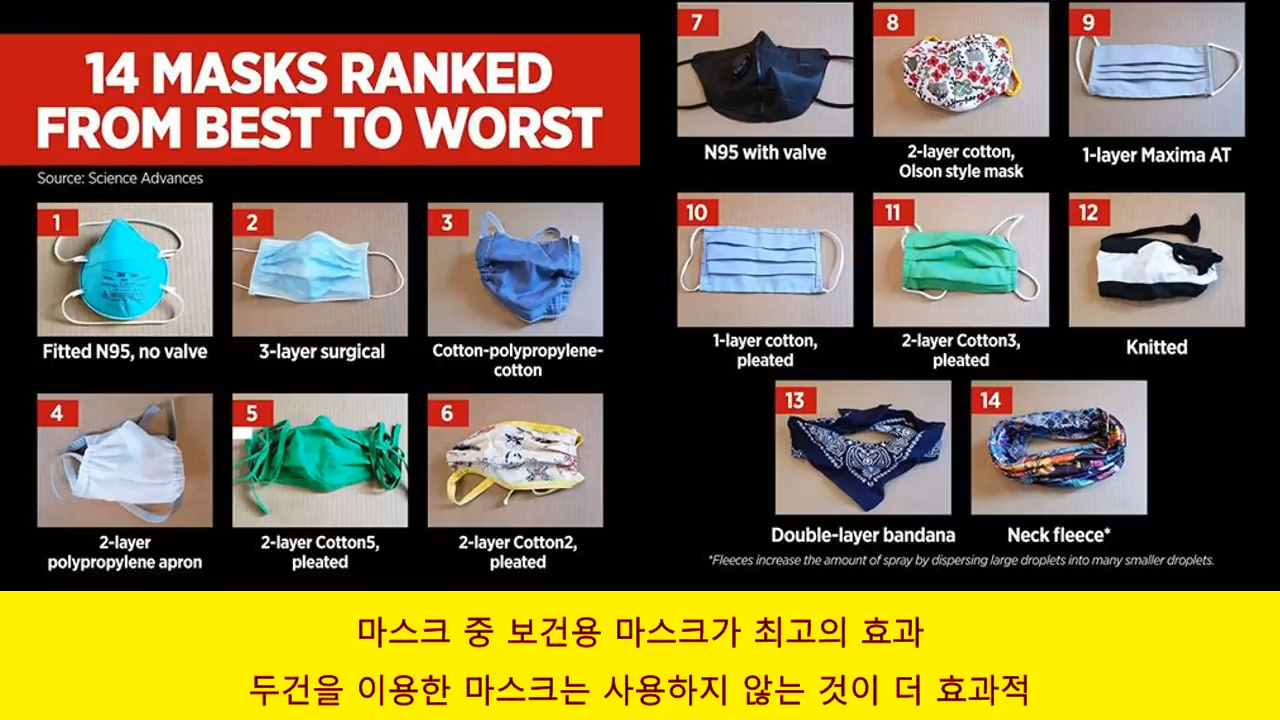 14 MASKS RANKED
FROM BEST TO WORST
Source: Science Advances
1
Fitted N95, no valve
2
3-layer surgical
3
Cotton-polypropylene-
cotton
4
2-layer
polypropylene apron
5
2-layer Cotton5,
pleated
6
2-layer Cotton2,
pleated
7
N95 with valve
8
2-layer cotton,
Olson style mask
9
1-layer Maxima AT
10
1-layer cotton,
pleated
11
2-layer Cotton3,
pleated
12
Knitted
13
Double-layer bandana
14
Neck fleece*
*Fleeces increase the amount of spray by dispersing large droplets into many smaller droplets.
마스크 중 보건용 마스크가 최고의 효과
두건을 이용한 마스크는 사용하지 않는 것이 더 효과적